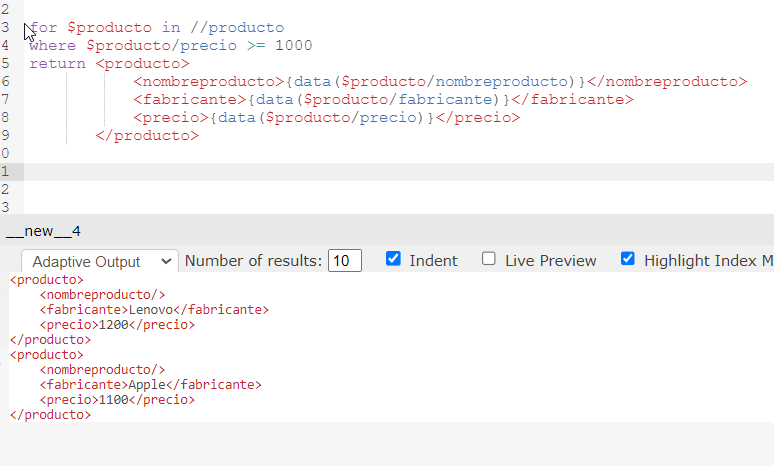 2
3 for $producto in //producto
4 where $producto/precio >= 1000
5 return <producto>
6 <nombreproducto>{data($producto/nombreproducto)}</nombreproducto>
7 <fabricante>{data($producto/fabricante)}</fabricante>
8 <precio>{data($producto/precio)}</precio>
9 </producto>
0
1
2
3
__new__4
Adaptive Output Number of results: 10 Indent Live Preview Highlight Index M
<producto>
<nombreproducto/>
<fabricante>Lenovo</fabricante>
<precio>1200</precio>
</producto>
<producto>
<nombreproducto/>
<fabricante>Apple</fabricante>
<precio>1100</precio>
</producto>